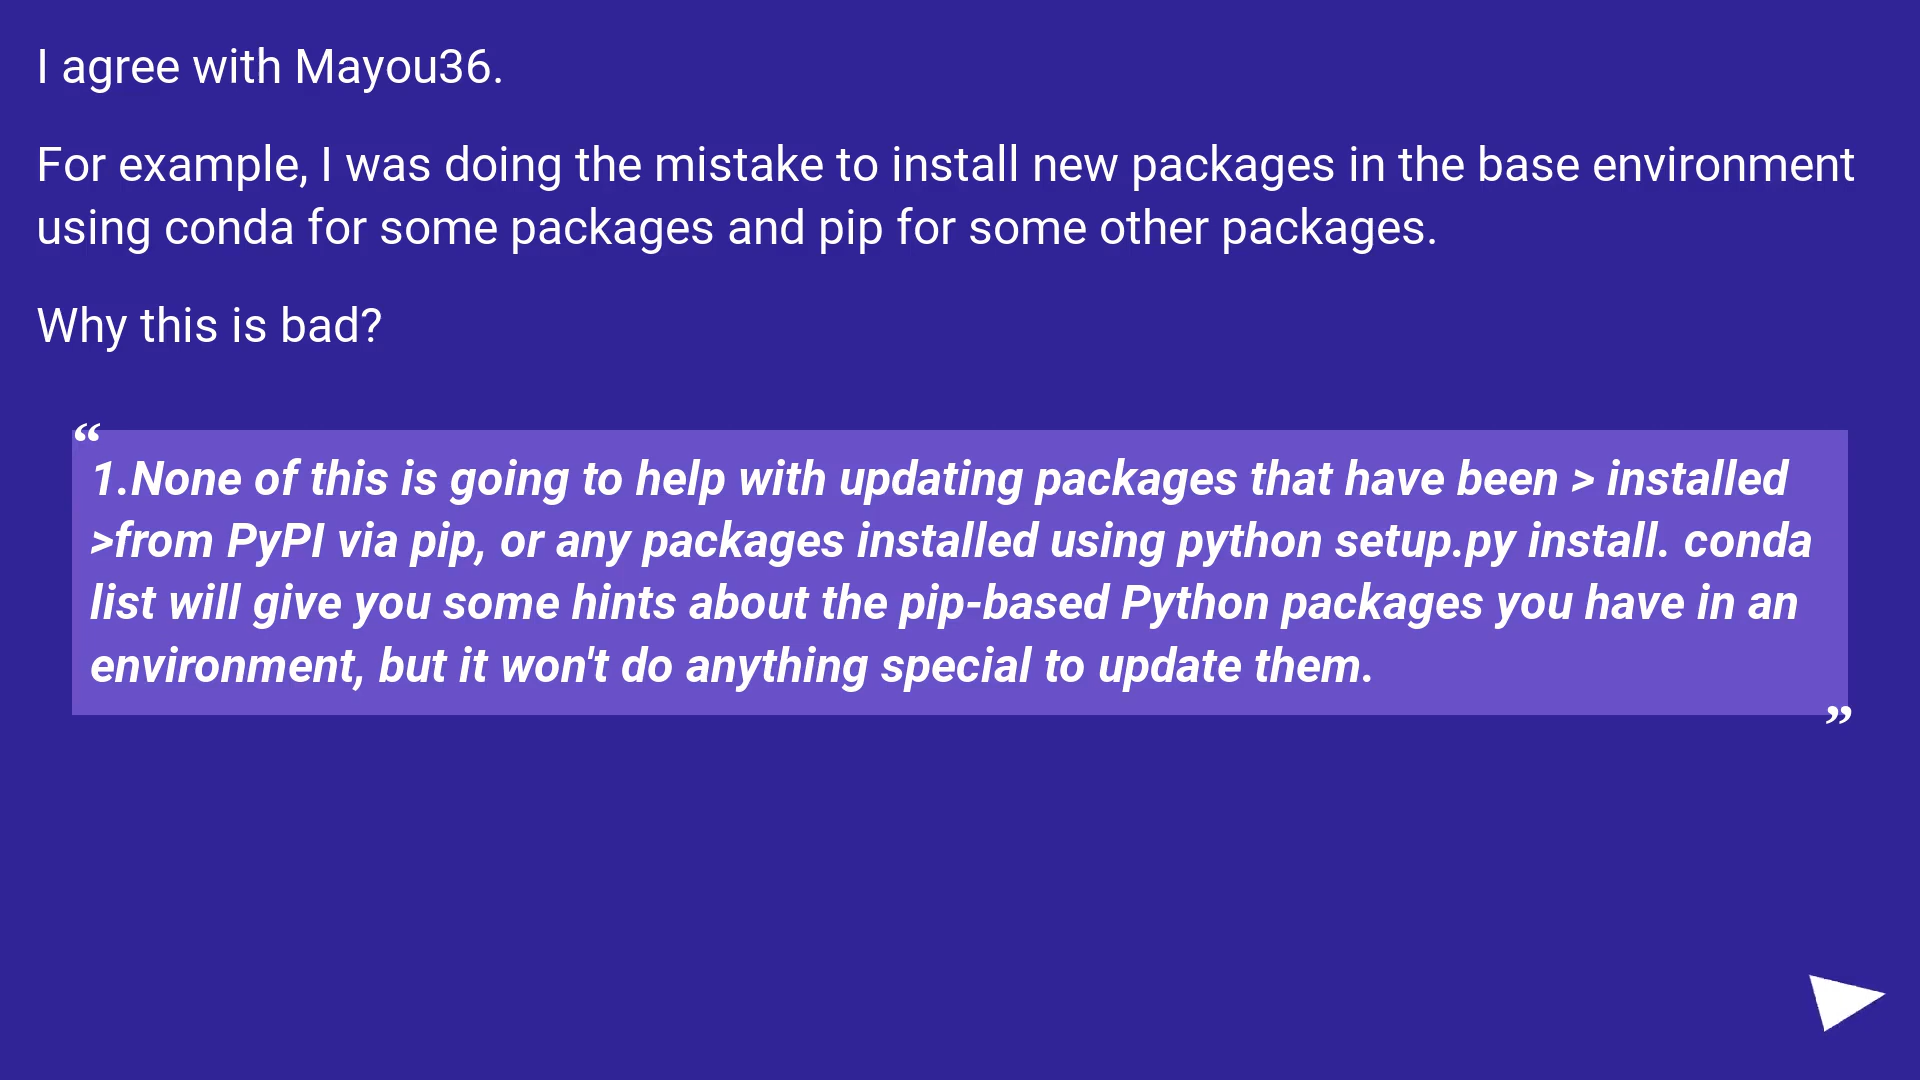 I agree with Mayou36.
For example, I was doing the mistake to install new packages in the base environment
using conda for some packages and pip for some other packages.
Why this is bad?
“
1.None of this is going to help with updating packages that have been > installed
>from PyPI via pip, or any packages installed using python setup.py install. conda
list will give you some hints about the pip-based Python packages you have in an
environment, but it won't do anything special to update them.
”